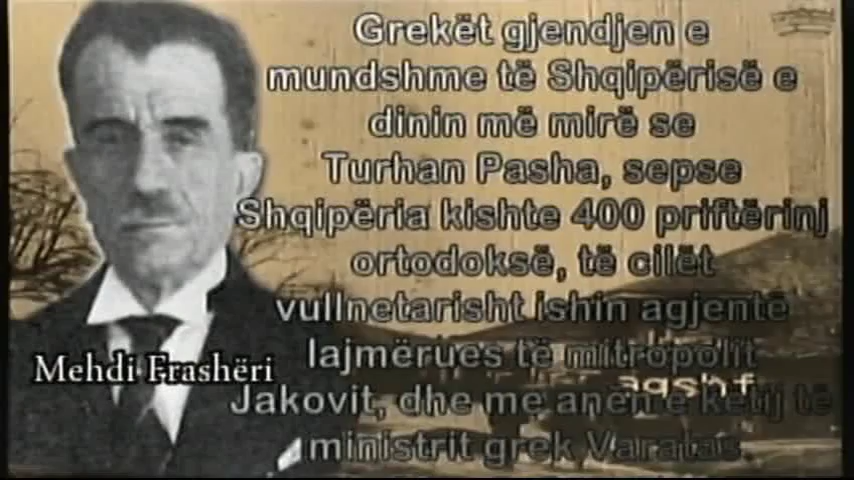 Grekët gjendjen e
mundshme të Shqipërisë e
dinin më mirë se
Turhan Pasha, sepse
Shqipëria kishte 400 priftërinj
ortodoksë, të cilët
vullnetarisht ishin agjentë
lajmërues të mitropolit
Jakovit, dhe me anën e këtij të
ministrit grek Varatas.
Mehdi Frashëri
aqshf